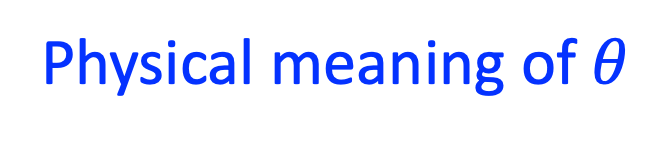 Physical meaning of θ